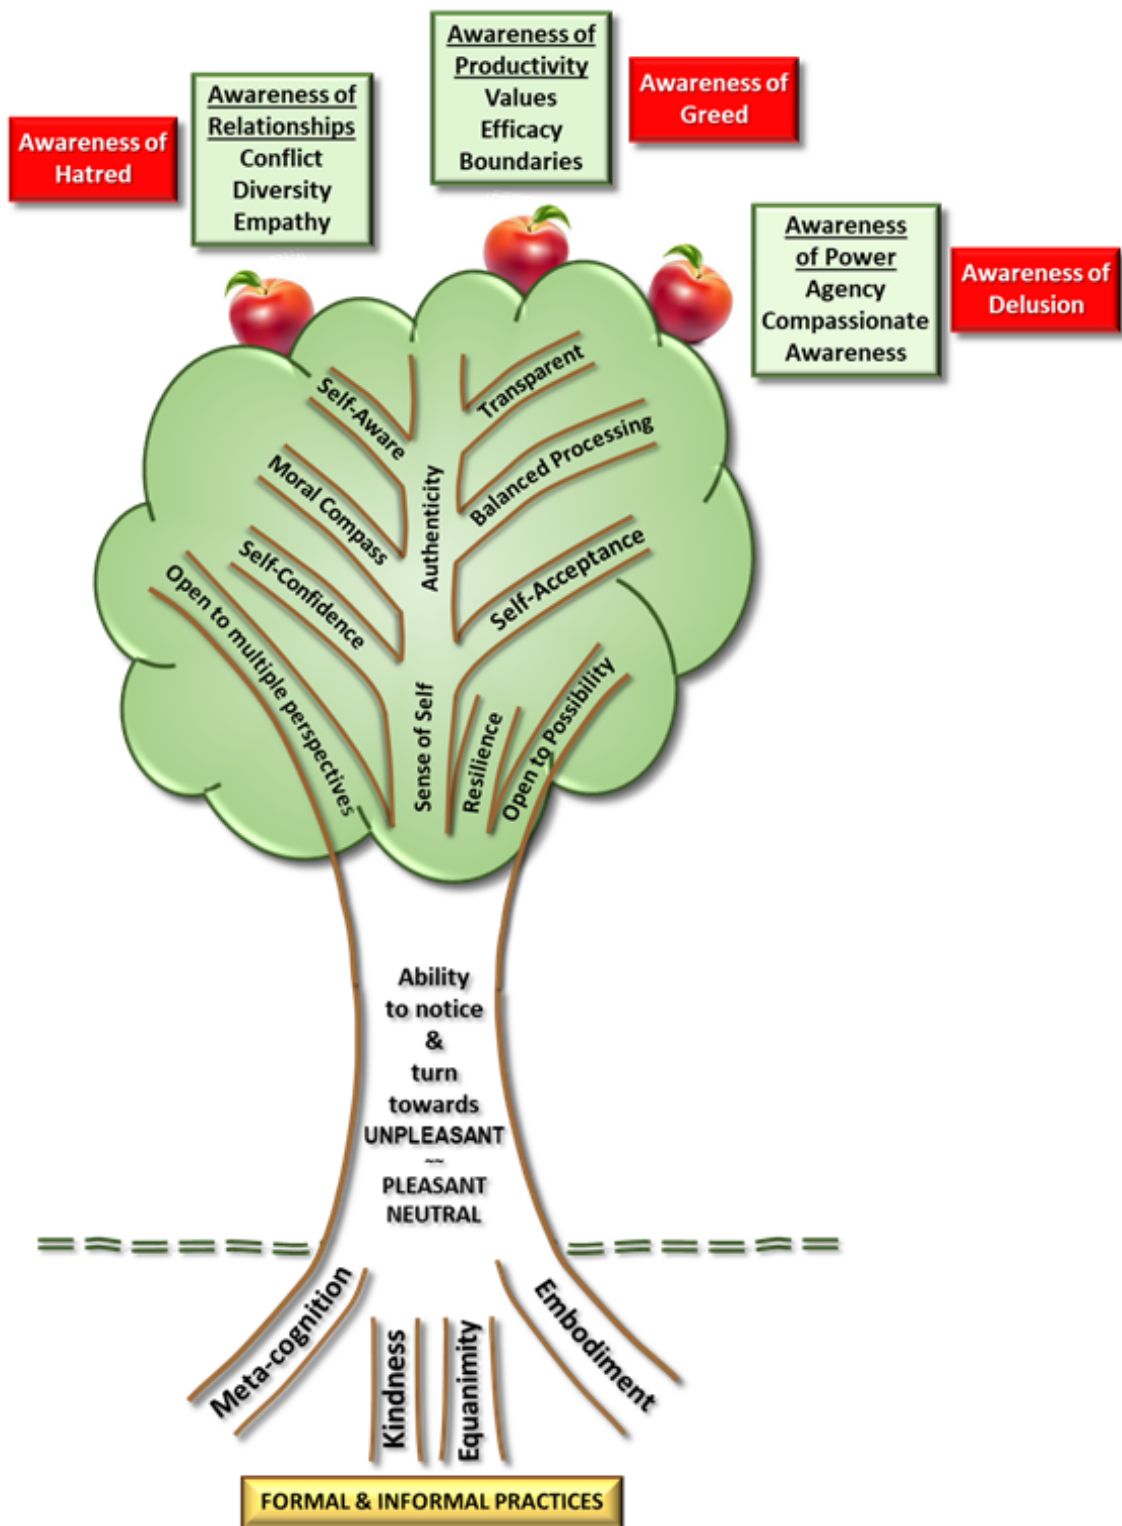 Awareness of
Productivity
Values
Efficacy
Boundaries
Awareness of
Greed
Awareness of
Relationships
Conflict
Diversity
Empathy
Awareness of
Hatred
Awareness
of Power
Agency
Compassionate
Awareness
Awareness of
Delusion
Self-Aware
Transparent
Moral Compass
Authenticity
Balanced Processing
Self-Confidence
Self-Acceptance
Open to multiple perspectives
Sense of Self
Resilience
Open to Possibility
Ability
to notice
&
turn
towards
UNPLEASANT
~~
PLEASANT
NEUTRAL
Meta-cognition
Kindness
Equanimity
Embodiment
FORMAL & INFORMAL PRACTICES